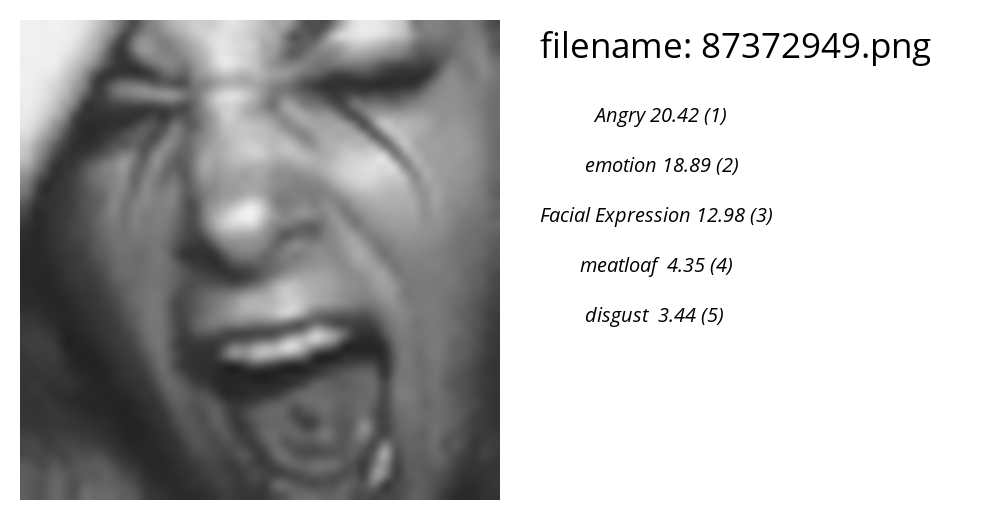 filename: 87372949.png
Angry 20.42 (1)
emotion 18.89 (2)
Facial Expression 12.98 (3)
meatloaf 4.35 (4)
disgust 3.44 (5)